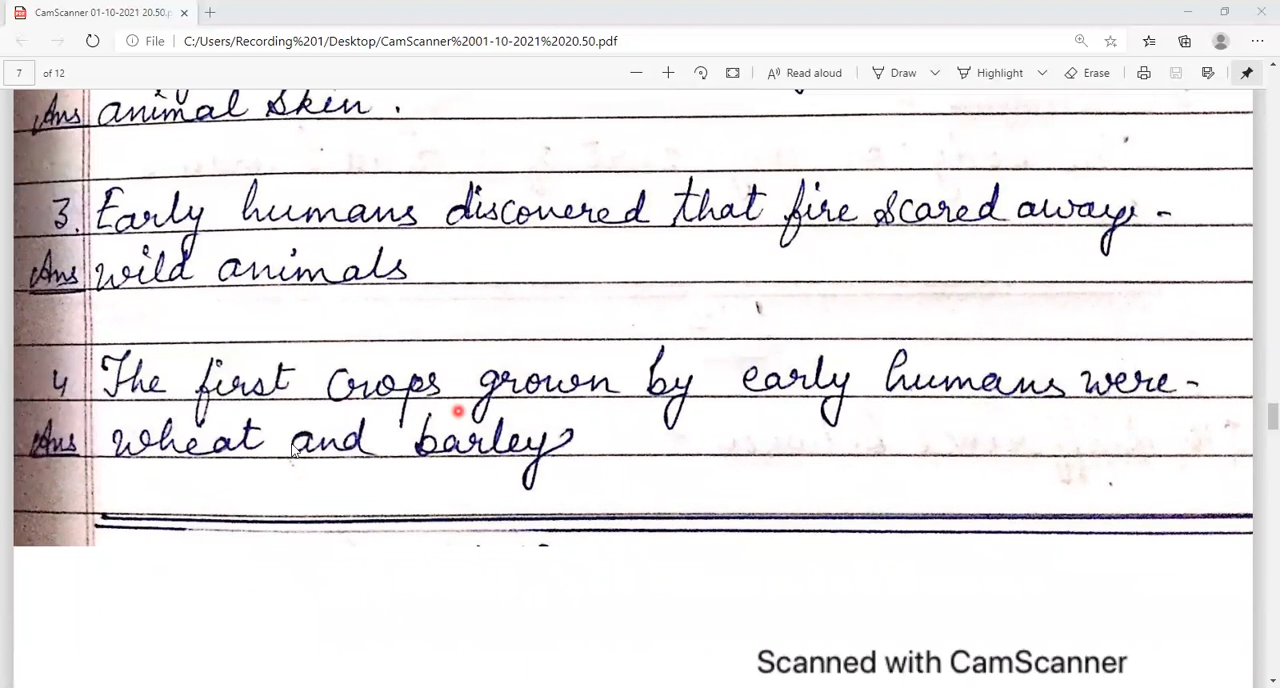 CamScanner 01-10-2021 20.50.p
File C:/Users/Recording%201/Desktop/CamScanner%2001-10-2021%2020.50.pdf
7 of 12 Read aloud Draw Highlight Erase
Ans animal skin.
3. Early humans discovered that fire scared away -
Ans wild animals
4 The first crops grown by early humans were -
Ans wheat and barley
Scanned with CamScanner